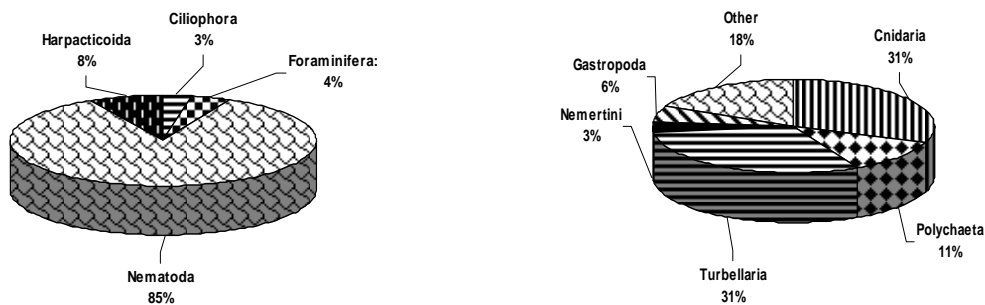 Ciliophora
3%
Harpacticoida
8%
Foraminifera:
4%
Nematoda
85%
Other
18%
Cnidaria
31%
Gastropoda
6%
Nemertini
3%
Polychaeta
11%
Turbellaria
31%